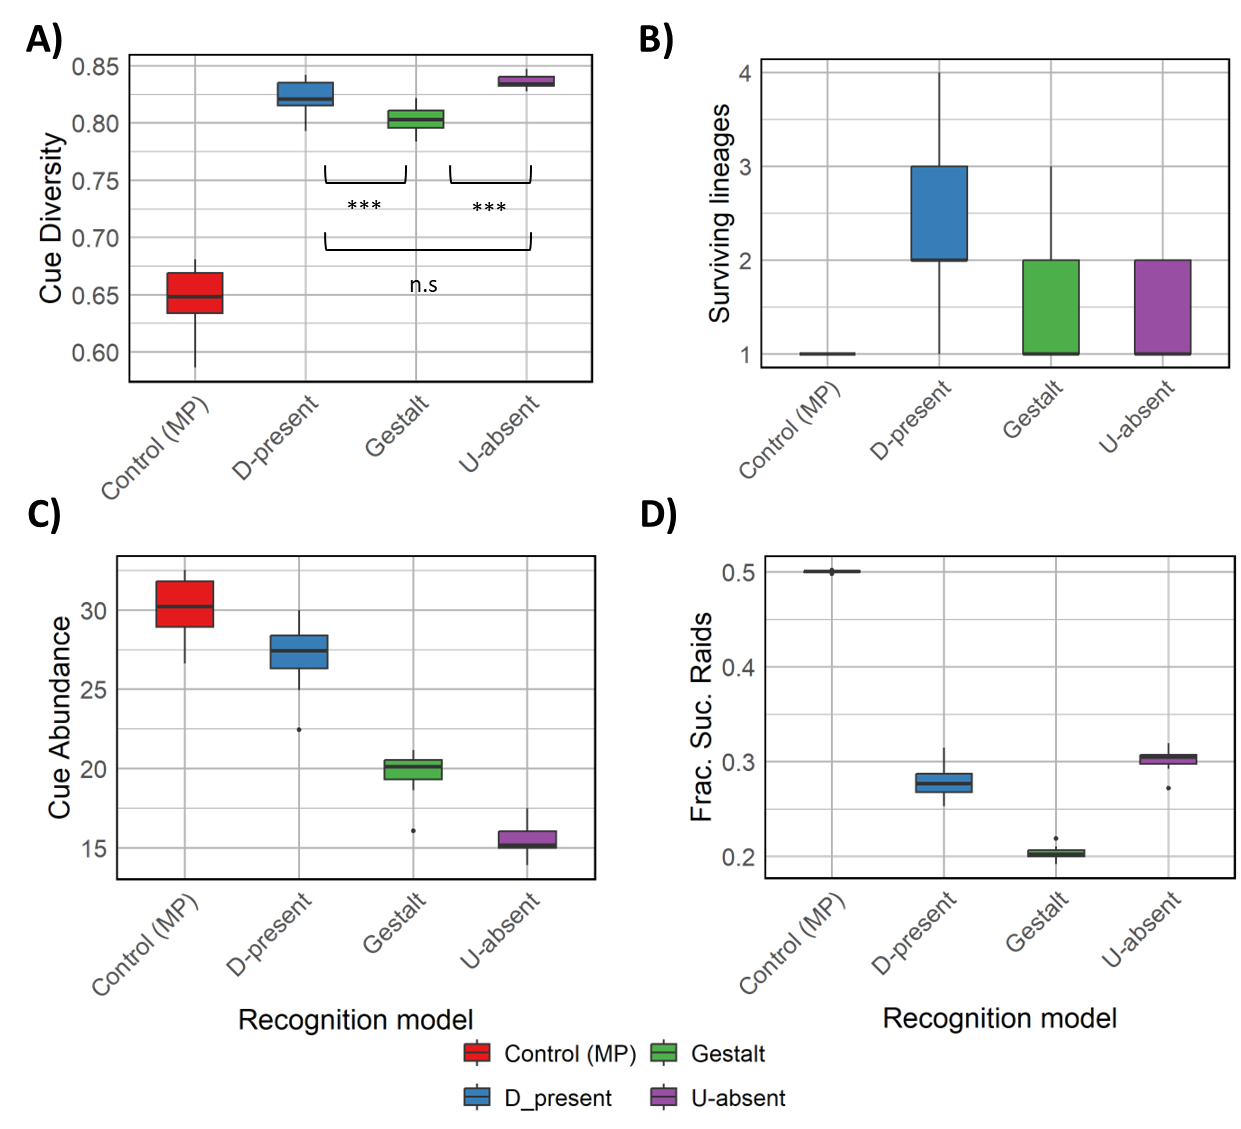 A)
Cue Diversity
0.85
0.80
0.75
0.70
0.65
0.60
***
***
n.s
Control (MP)
D-present
Gestalt
U-absent
B)
Surviving lineages
4
3
2
1
Control (MP)
D-present
Gestalt
U-absent
C)
Cue Abundance
30
25
20
15
Control (MP)
D-present
Gestalt
U-absent
Recognition model
D)
Frac. Suc. Raids
0.5
0.4
0.3
0.2
Control (MP)
D-present
Gestalt
U-absent
Recognition model
Control (MP)
Gestalt
D_present
U-absent